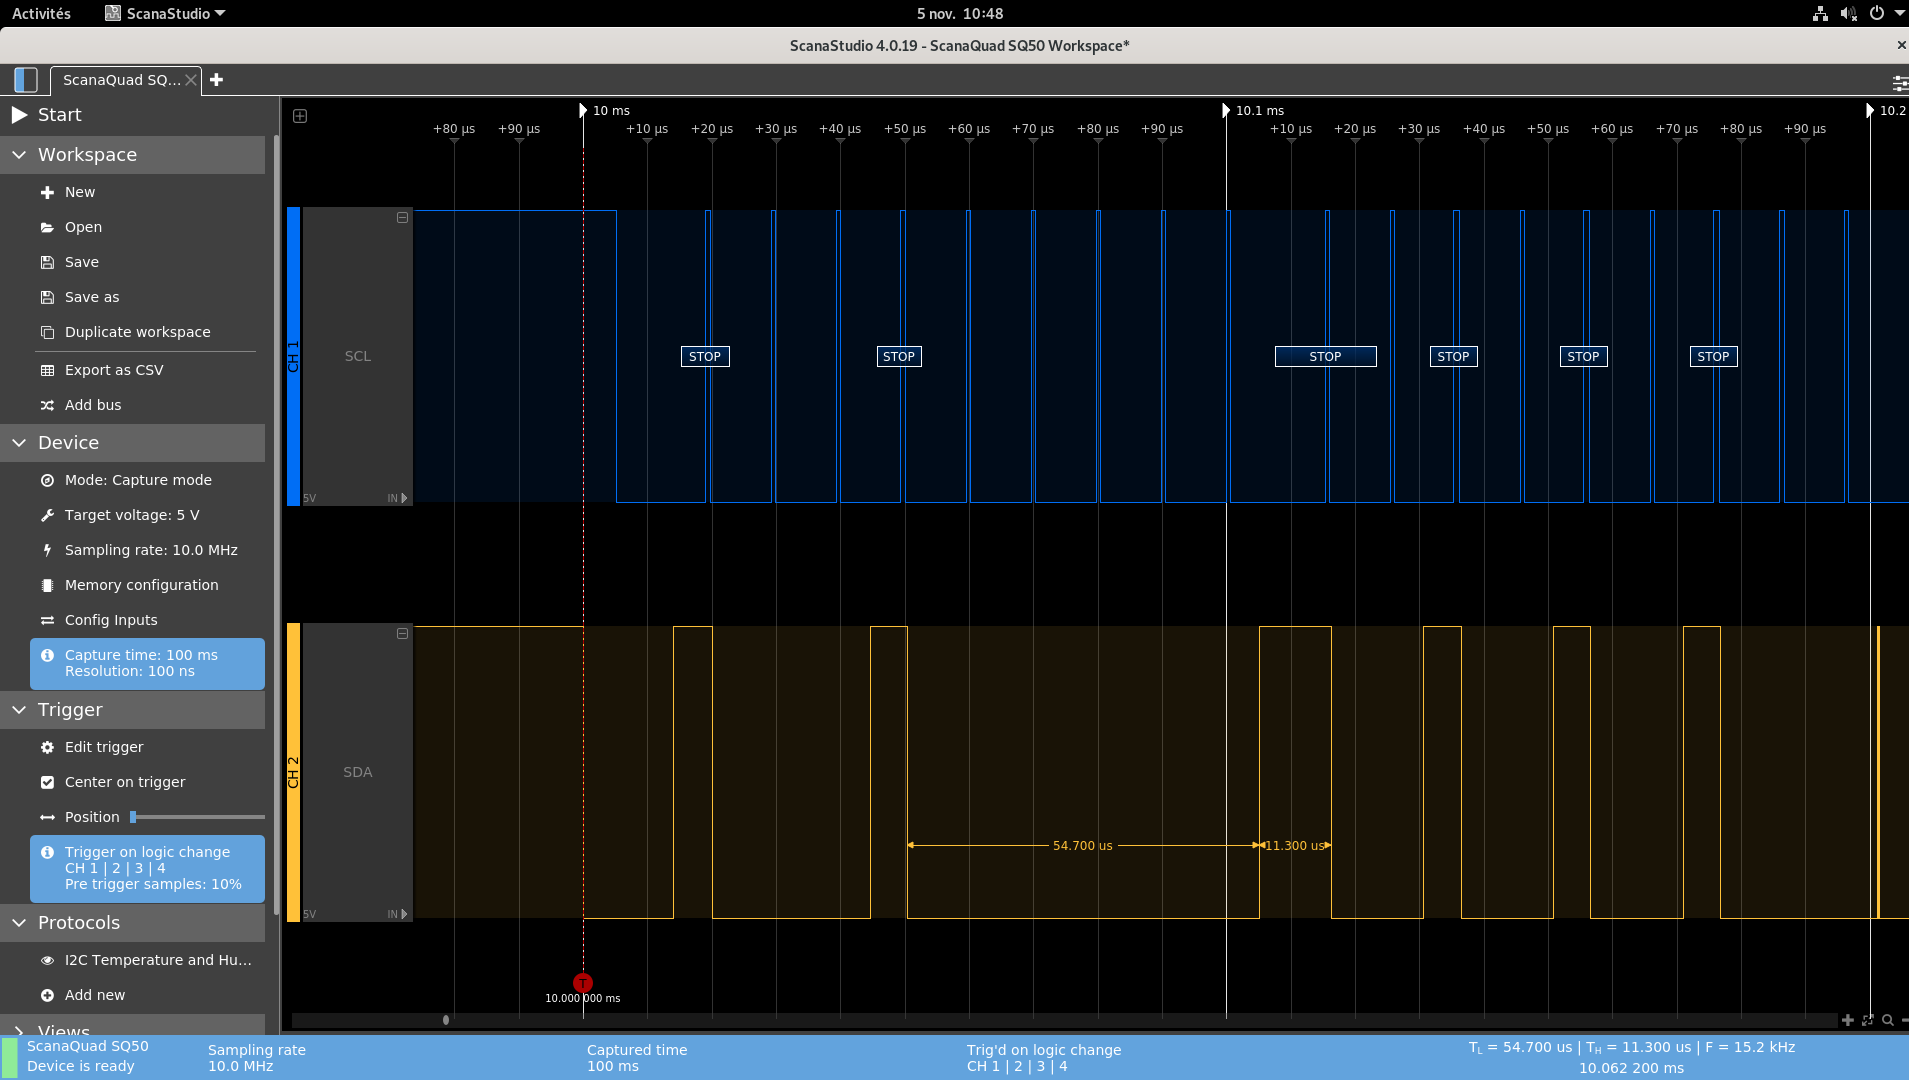 Activités
ScanaStudio
5 nov. 10:48
ScanaStudio 4.0.19 - ScanaQuad SQ50 Workspace*
ScanaQuad SQ...
Start
Workspace
New
Open
Save
Save as
Duplicate workspace
Export as CSV
Add bus
Device
Mode: Capture mode
Target voltage: 5 V
Sampling rate: 10.0 MHz
Memory configuration
Config Inputs
Capture time: 100 ms
Resolution: 100 ns
Trigger
Edit trigger
Center on trigger
Position
Trigger on logic change
CH 1 | 2 | 3 | 4
Pre trigger samples: 10%
Protocols
I2C Temperature and Hu...
Add new
Views
10 ms 10.1 ms 10.2
+80 µs +90 µs +10 µs +20 µs +30 µs +40 µs +50 µs +60 µs +70 µs +80 µs +90 µs +10 µs +20 µs +30 µs +40 µs +50 µs +60 µs +70 µs +80 µs +90 µs
CH 1
SCL
5V IN
STOP STOP STOP STOP STOP STOP
CH 2
SDA
5V IN
54.700 us 11.300 us
T
10.000 000 ms
ScanaQuad SQ50
Device is ready
Sampling rate
10.0 MHz
Captured time
100 ms
Trig'd on logic change
CH 1 | 2 | 3 | 4
TL = 54.700 us | TH = 11.300 us | F = 15.2 kHz
10.062 200 ms